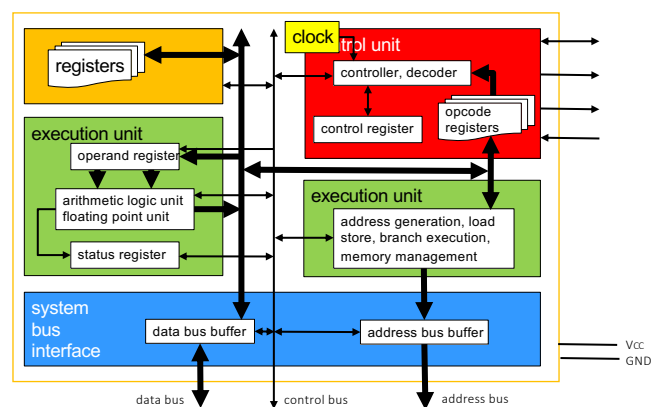 clock
trol unit
registers
controller, decoder
opcode
registers
control register
execution unit
operand register
arithmetic logic unit
floating point unit
status register
execution unit
address generation, load
store, branch execution,
memory management
system
bus
interface
data bus buffer
address bus buffer
Vcc
GND
data bus
control bus
address bus